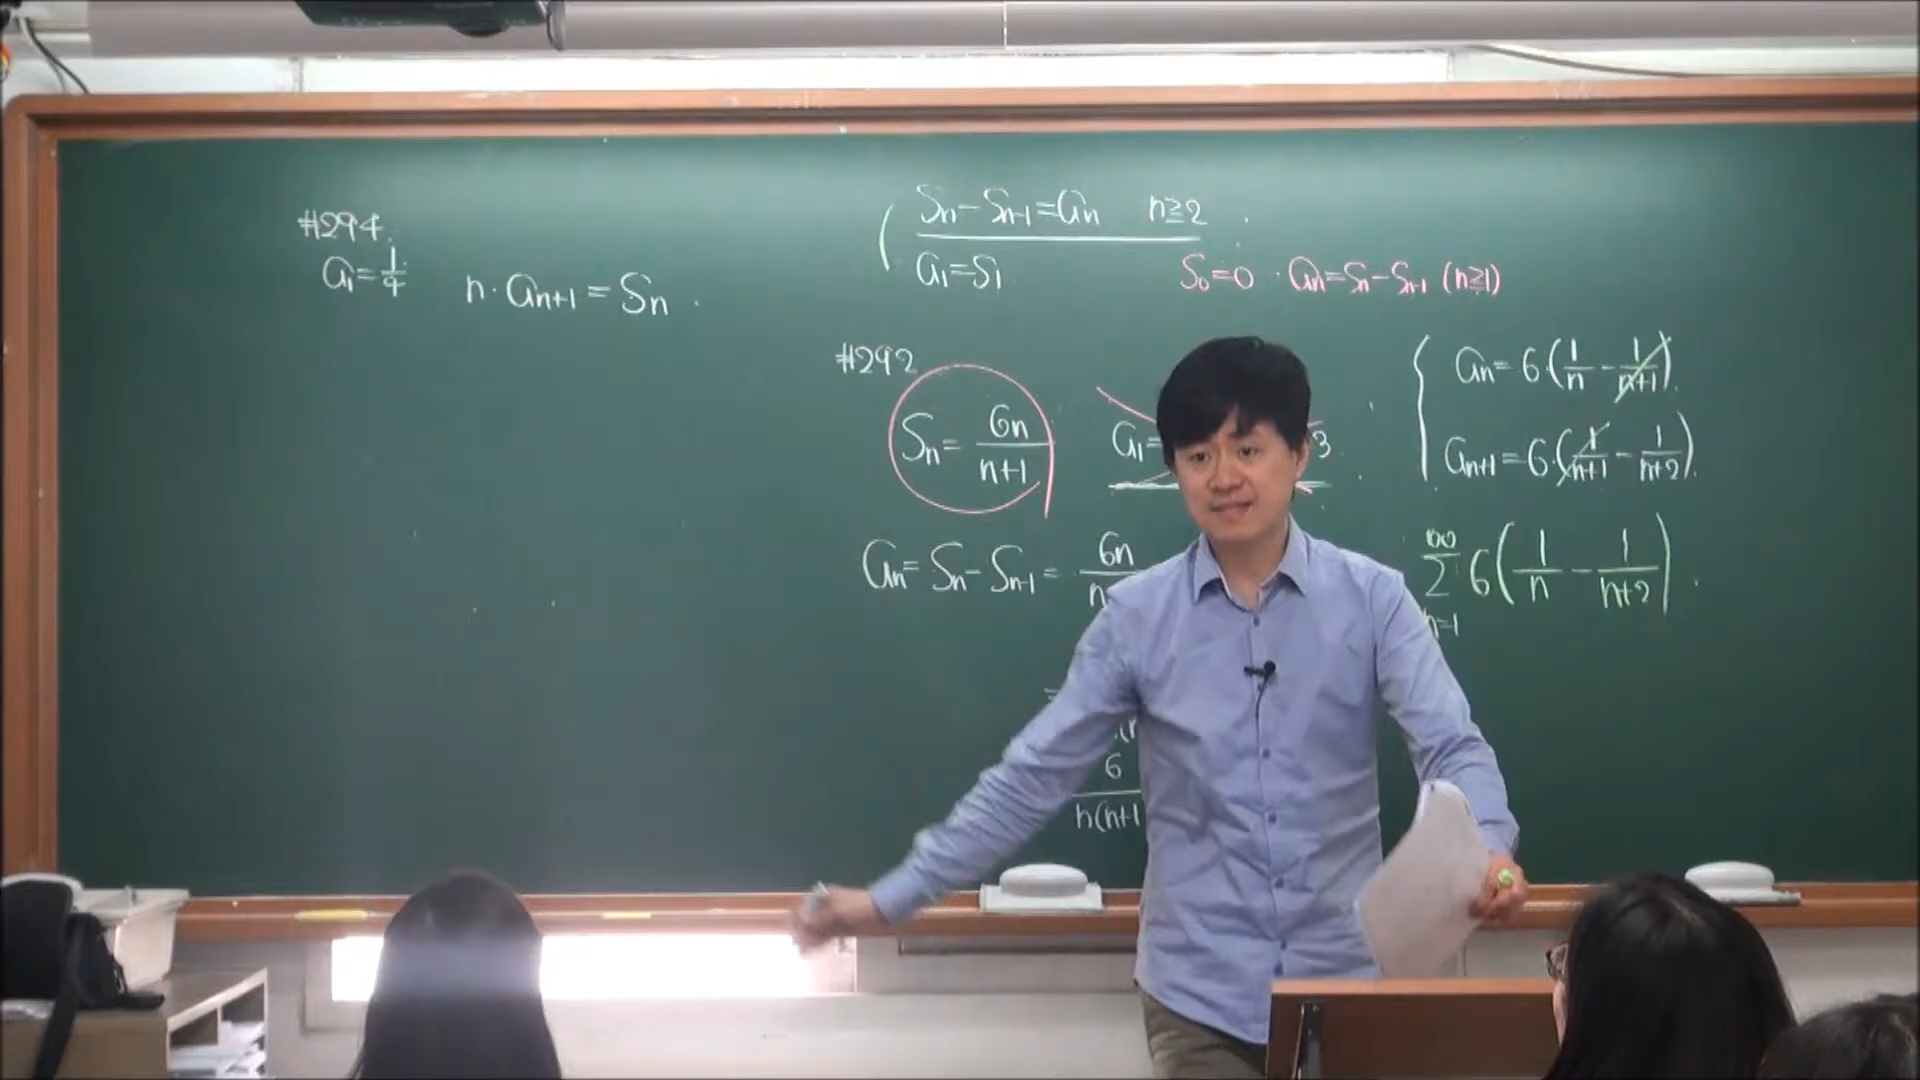 #294.
a₁=1/4 n·aₙ₊₁=Sₙ.
Sₙ-Sₙ₋₁=aₙ n≥2
a₁=S₁
S₀=0 · aₙ=Sₙ-Sₙ₋₁ (n≥1)
#292
Sₙ=6n/(n+1)
a₁=
3
aₙ=Sₙ-Sₙ₋₁=6n
6
n(n+1
aₙ=6·(1/n-1/(n+1)).
aₙ₊₁=6·(1/(n+1)-1/(n+2)).
∞
Σ 6(1/n-1/(n+2)).
n=1